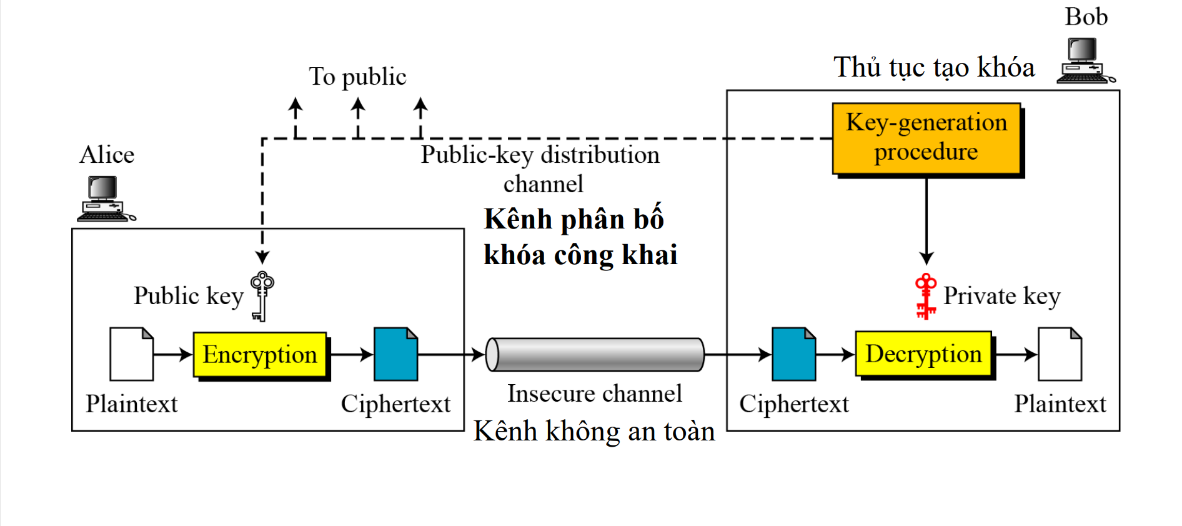 Bob
Thủ tục tạo khóa
To public
Key-generation
procedure
Alice
Public-key distribution
channel
Kênh phân bố
khóa công khai
Public key
Private key
Encryption
Decryption
Plaintext
Ciphertext
Insecure channel
Kênh không an toàn
Ciphertext
Plaintext